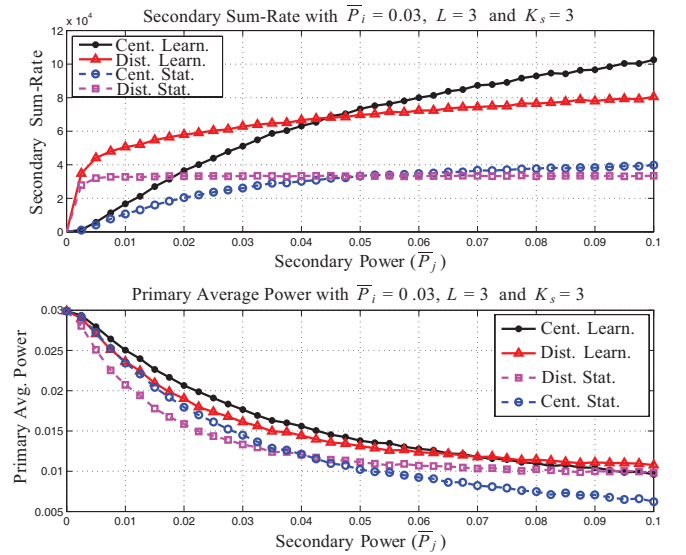 Secondary Sum-Rate with P̅i = 0.03, L = 3 and Ks = 3
x 10⁴
12
10
8
6
4
2
0
Secondary Sum-Rate
Cent. Learn.
Dist. Learn.
Cent. Stat.
Dist. Stat.
0 0.01 0.02 0.03 0.04 0.05 0.06 0.07 0.08 0.09 0.1
Secondary Power (P̅j)
Primary Average Power with P̅i = 0.03, L = 3 and Ks = 3
0.03
0.025
0.02
0.015
0.01
0.005
0
Primary Avg. Power
Cent. Learn.
Dist. Learn.
Dist. Stat.
Cent. Stat.
0 0.01 0.02 0.03 0.04 0.05 0.06 0.07 0.08 0.09 0.1
Secondary Power (P̅j)